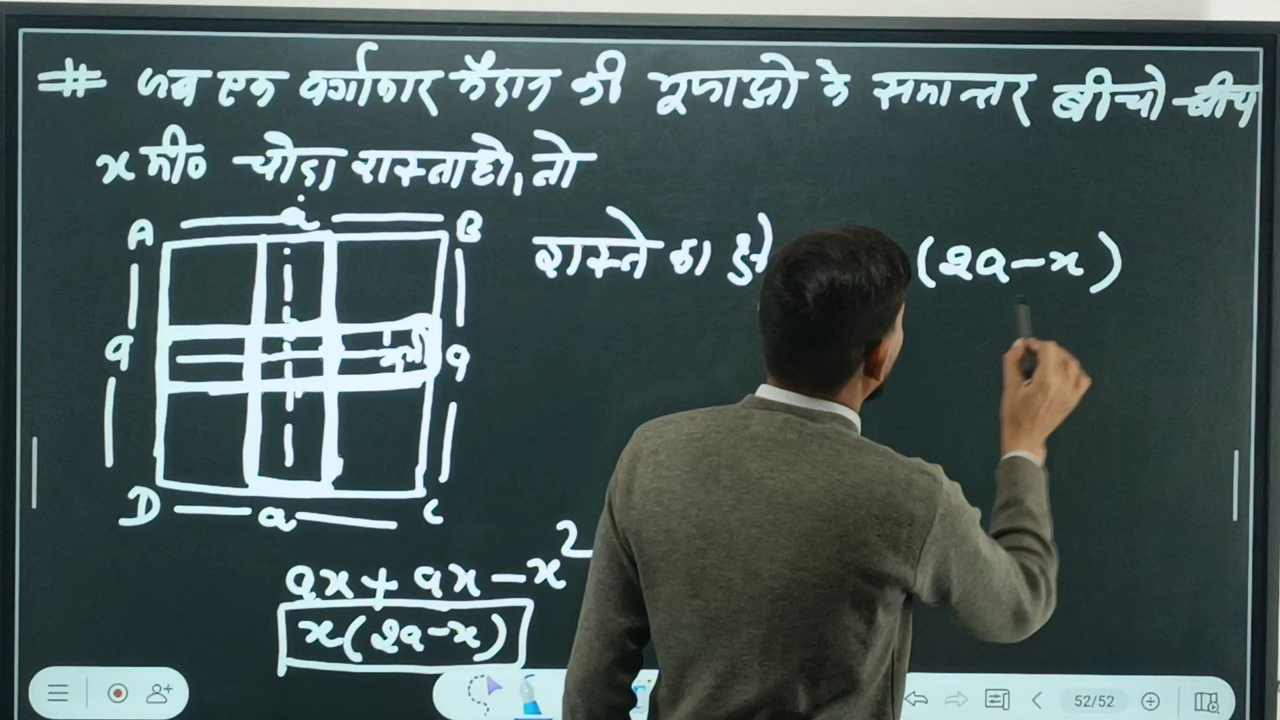 # जब एक वर्गाकार मैदान की भूजाओ के समान्तर बीचो-बीच
x मी० चौड़ा रास्ता हो, तो
A a B
रास्ते का (2a-x)
a a
D a C
ax + ax - x²
x(2a-x)
52/52